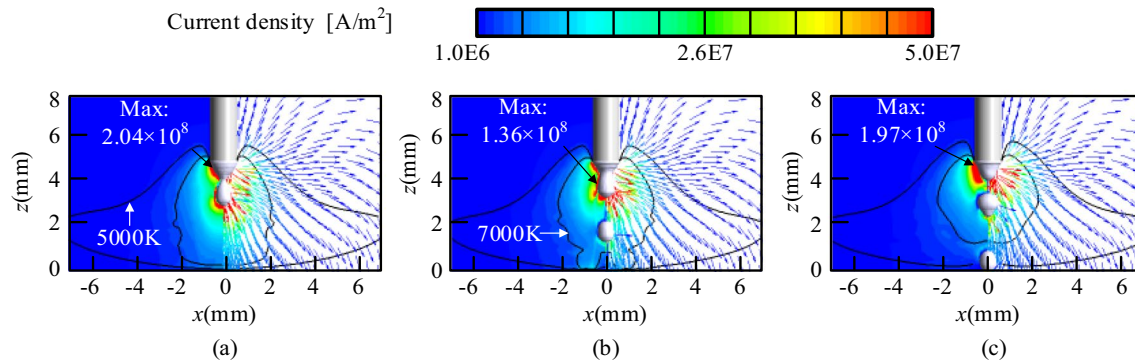 Current density [A/m²]
1.0E6 2.6E7 5.0E7
8
6
4
2
0
z(mm)
Max:
2.04×10⁸
5000K
-6 -4 -2 0 2 4 6
x(mm)
(a)
8
6
4
2
0
z(mm)
Max:
1.36×10⁸
7000K
-6 -4 -2 0 2 4 6
x(mm)
(b)
8
6
4
2
0
z(mm)
Max:
1.97×10⁸
-6 -4 -2 0 2 4 6
x(mm)
(c)